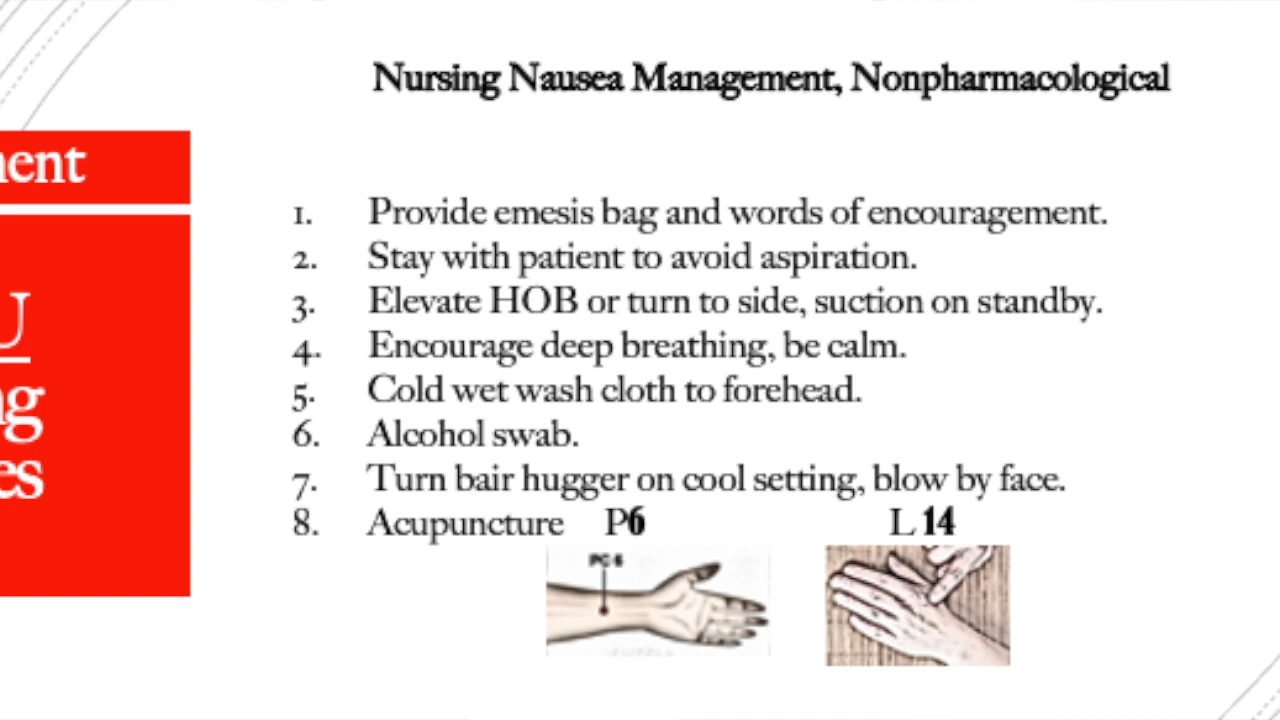 Nursing Nausea Management, Nonpharmacological
ent
U
g
es
1. Provide emesis bag and words of encouragement.
2. Stay with patient to avoid aspiration.
3. Elevate HOB or turn to side, suction on standby.
4. Encourage deep breathing, be calm.
5. Cold wet wash cloth to forehead.
6. Alcohol swab.
7. Turn bair hugger on cool setting, blow by face.
8. Acupuncture P6 L 14
PC 6